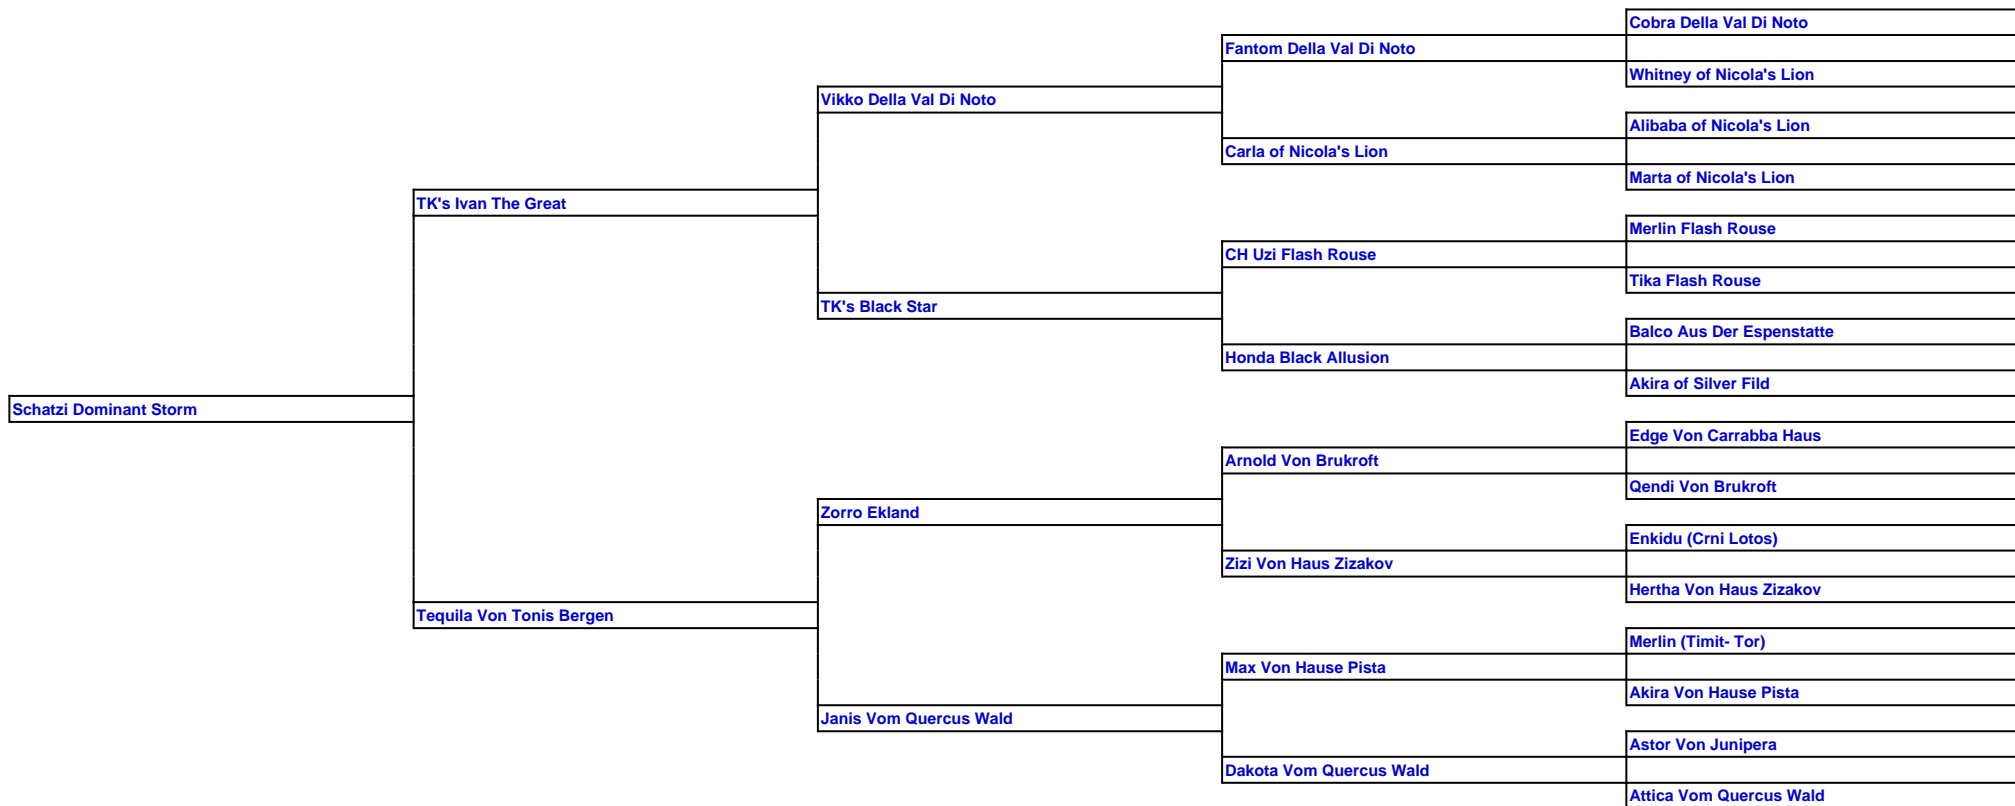 Cobra Della Val Di Noto
Fantom Della Val Di Noto
Whitney of Nicola's Lion
Vikko Della Val Di Noto
Alibaba of Nicola's Lion
Carla of Nicola's Lion
Marta of Nicola's Lion
TK's Ivan The Great
Merlin Flash Rouse
CH Uzi Flash Rouse
Tika Flash Rouse
TK's Black Star
Balco Aus Der Espenstatte
Honda Black Allusion
Akira of Silver Fild
Schatzi Dominant Storm
Edge Von Carrabba Haus
Arnold Von Brukroft
Qendi Von Brukroft
Zorro Ekland
Enkidu (Crni Lotos)
Zizi Von Haus Zizakov
Hertha Von Haus Zizakov
Tequila Von Tonis Bergen
Merlin (Timit- Tor)
Max Von Hause Pista
Akira Von Hause Pista
Janis Vom Quercus Wald
Astor Von Junipera
Dakota Vom Quercus Wald
Attica Vom Quercus Wald